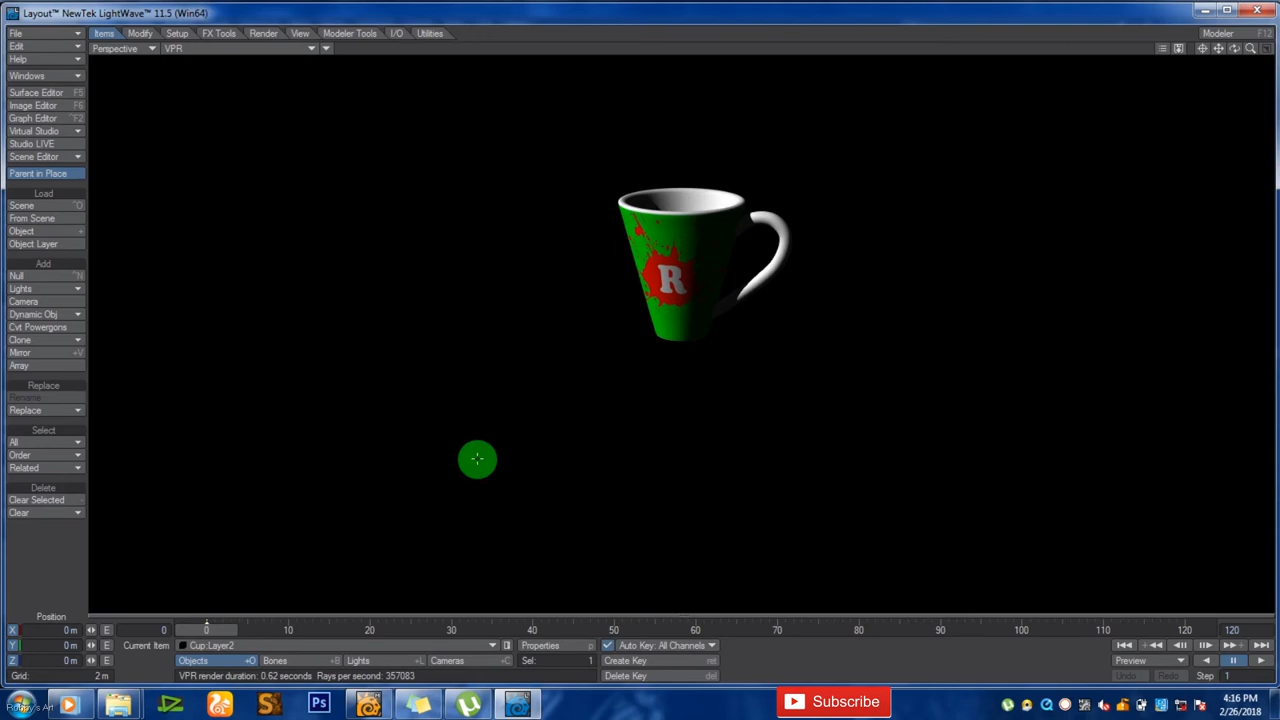 Layout™ NewTek LightWave™ 11.5 (Win64)
File
Items Modify Setup FX Tools Render View Modeler Tools I/O Utilities
Modeler F12
Edit
Perspective VPR
Help
Windows
Surface Editor F5
Image Editor F6
Graph Editor ^F2
Virtual Studio
Studio LIVE
Scene Editor
Parent in Place
Load
Scene ^O
From Scene
Object +
Object Layer
Add
Null ^N
Lights
Camera
Dynamic Obj
Cvt Powergons
Clone
Mirror +V
Array
Replace
Rename
Replace
Select
All
Order
Related
Delete
Clear Selected -
Clear
R
Position
X 0 m E 0 0 10 20 30 40 50 60 70 80 90 100 110 120 120
Y 0 m E Current Item Cup:Layer2 Properties p Auto Key: All Channels
Z 0 m E Objects +O Bones +B Lights +L Cameras +C Sel: 1 Create Key ret Preview
Grid: 2 m VPR render duration: 0.62 seconds Rays per second: 357083 Delete Key del Undo Redo Step 1
Ronny's Art
Ps
Subscribe
4:16 PM
2/26/2018